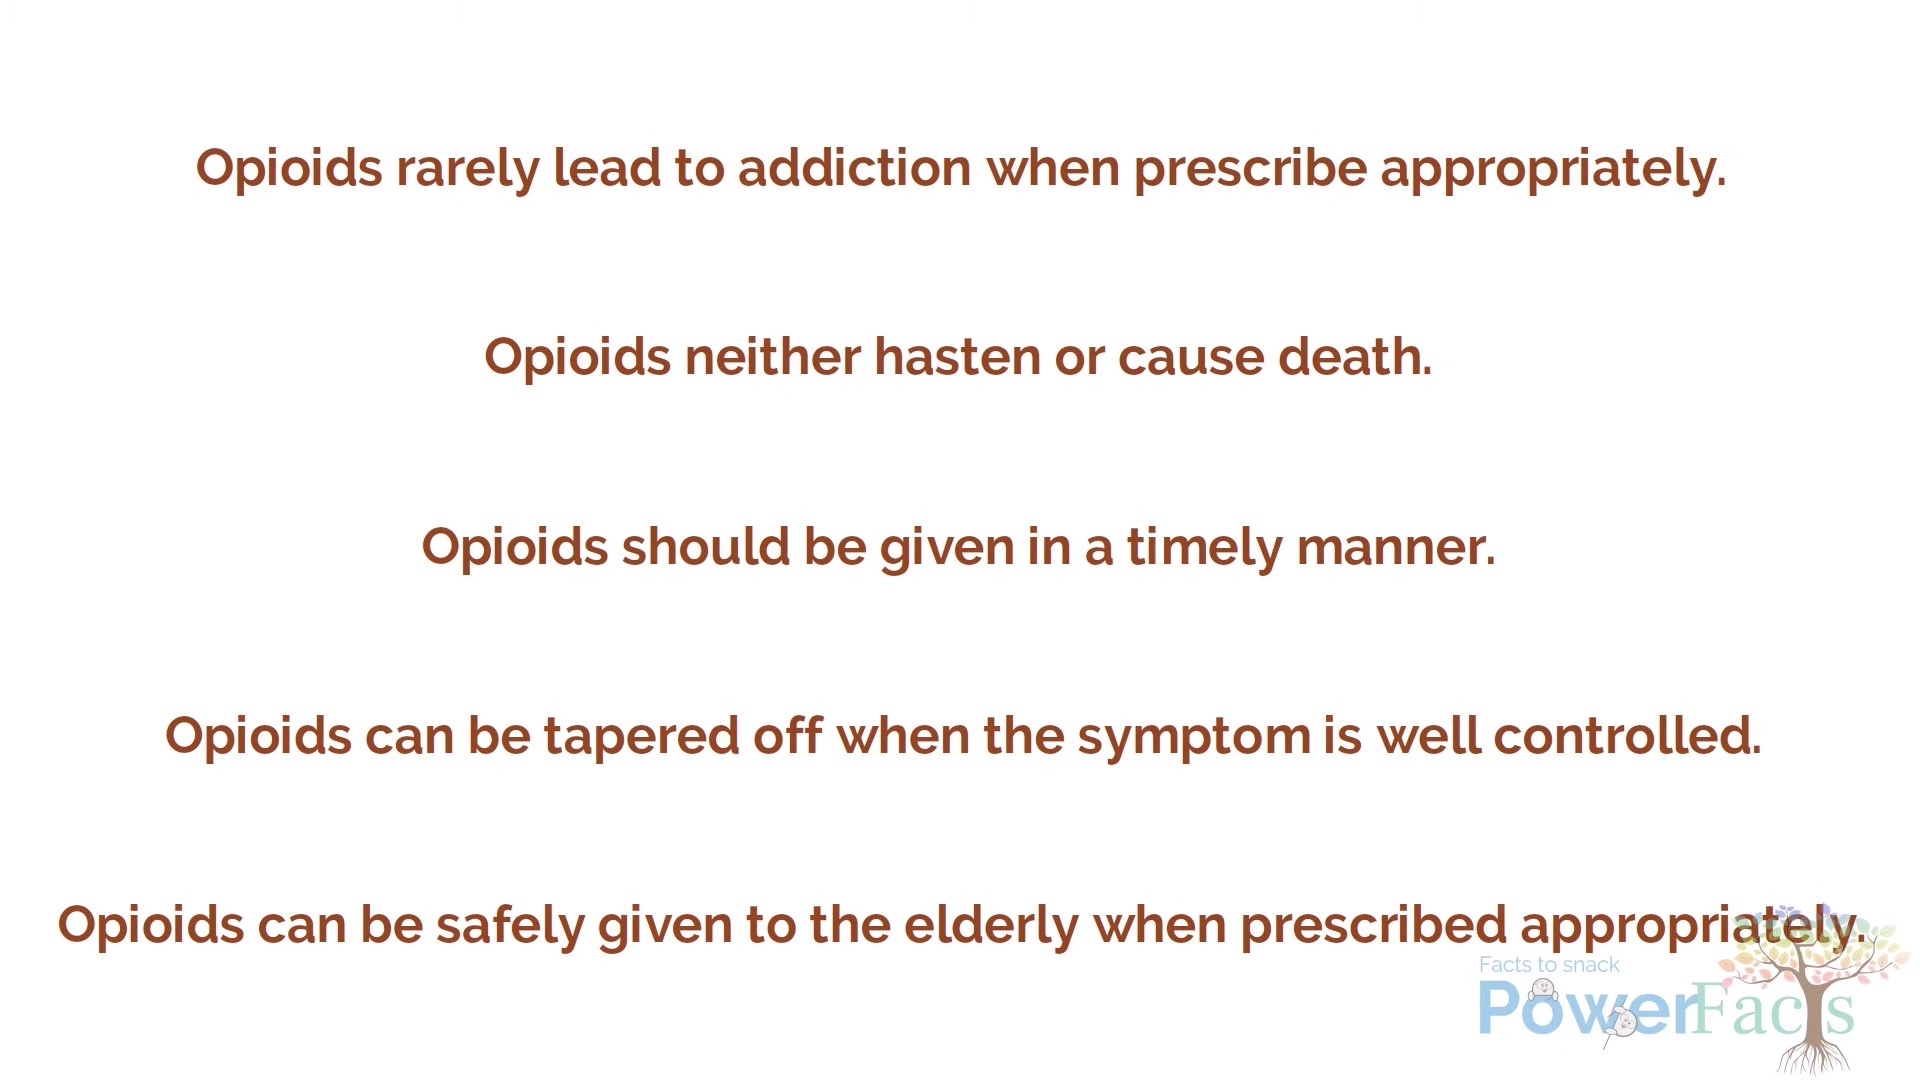 Opioids rarely lead to addiction when prescribe appropriately.
Opioids neither hasten or cause death.
Opioids should be given in a timely manner.
Opioids can be tapered off when the symptom is well controlled.
Opioids can be safely given to the elderly when prescribed appropriately.
Facts to snack
PowerFacts